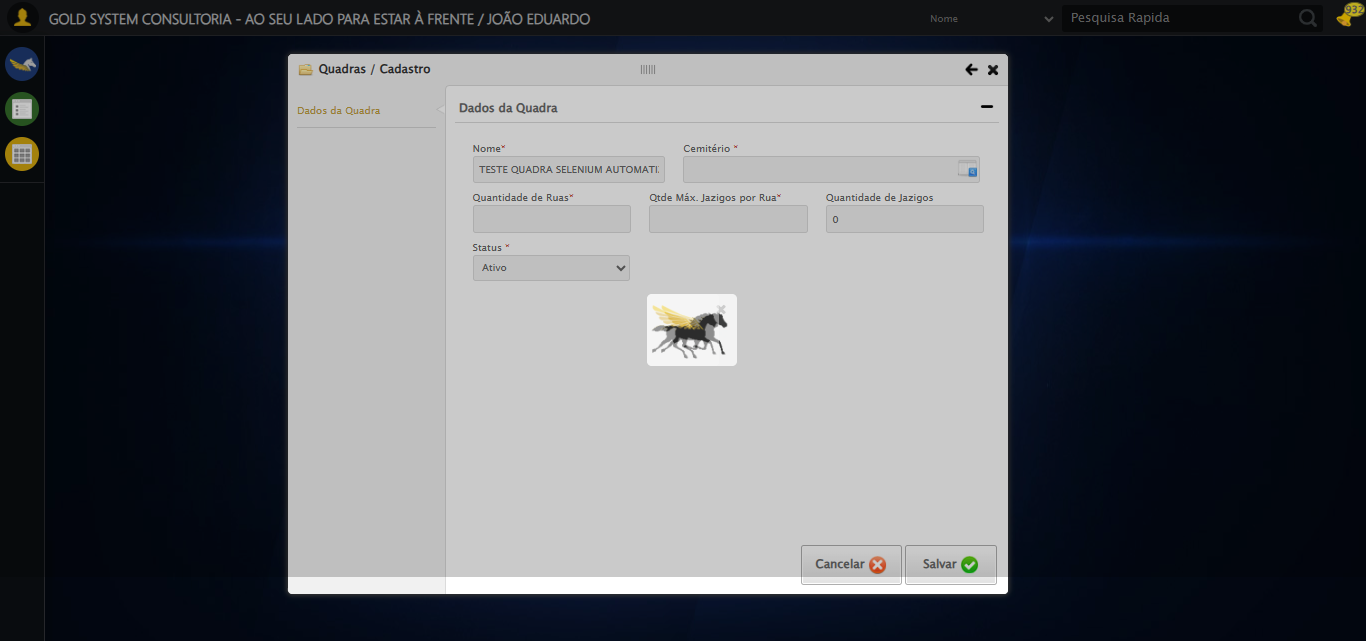 GOLD SYSTEM CONSULTORIA - AO SEU LADO PARA ESTAR À FRENTE / JOÃO EDUARDO
Nome
Pesquisa Rapida
932
Quadras / Cadastro
Dados da Quadra
Dados da Quadra
Nome*
Cemitério *
TESTE QUADRA SELENIUM AUTOMATI
Quantidade de Ruas*
Qtde Máx. Jazigos por Rua*
Quantidade de Jazigos
0
Status *
Ativo
Cancelar
Salvar